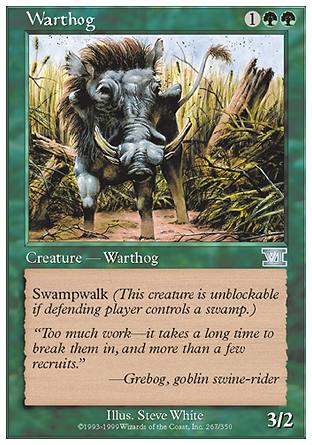 Warthog 1
Creature — Warthog VI
Swampwalk (This creature is unblockable
if defending player controls a swamp.)
“Too much work—it takes a long time to
break them in, and more than a few
recruits.”
—Grebog, goblin swine-rider
Illus. Steve White
©1993-1999 Wizards of the Coast, Inc. 267/350
3/2